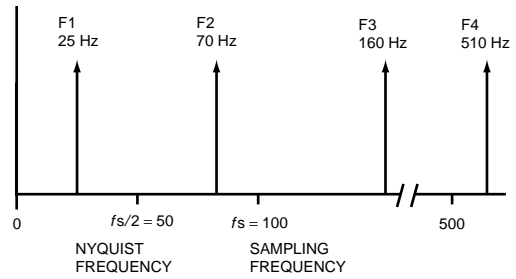 F1
25 Hz
F2
70 Hz
F3
160 Hz
F4
510 Hz
0
fs/2 = 50
fs = 100
500
NYQUIST
FREQUENCY
SAMPLING
FREQUENCY